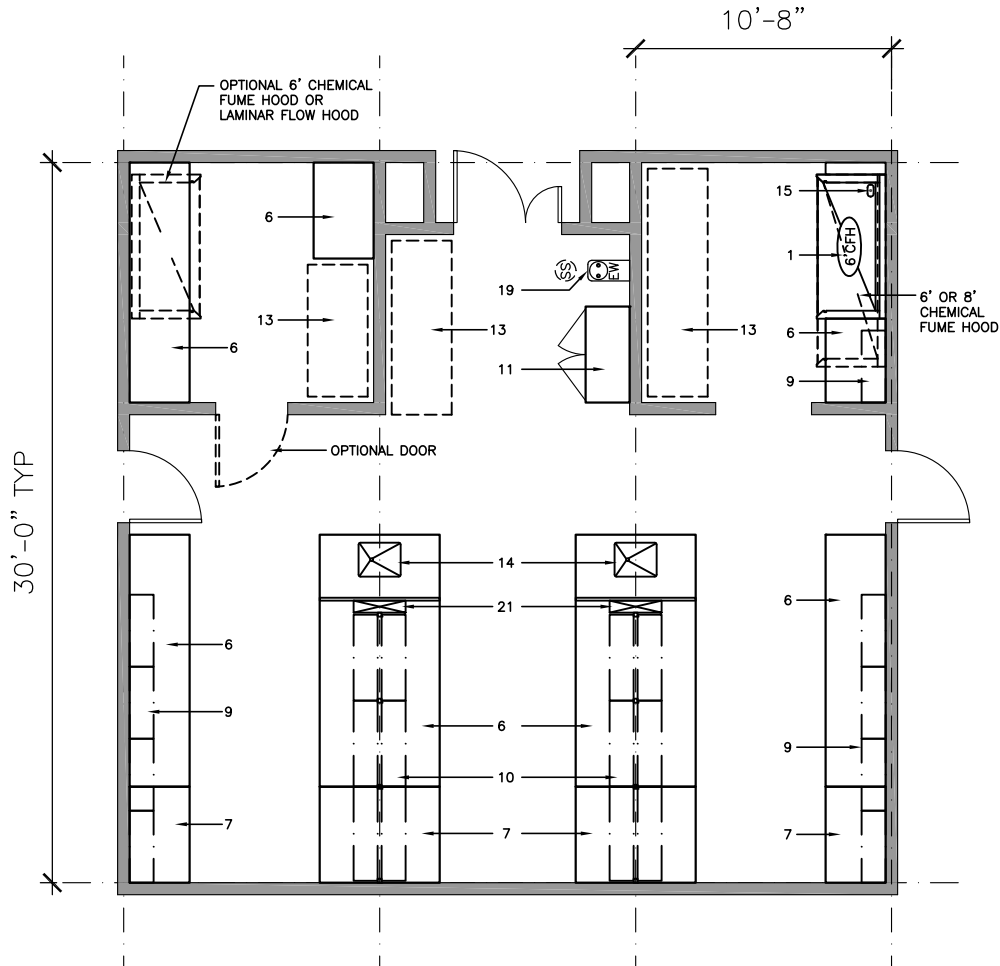 10'-8"
OPTIONAL 6' CHEMICAL
FUME HOOD OR
LAMINAR FLOW HOOD
15
6
6'CFH
1
SS
EW
19
6' OR 8'
CHEMICAL
FUME HOOD
13
13
13
6
6
11
9
OPTIONAL DOOR
30'-0" TYP
14
21
6
6
9
6
9
10
7
7
7